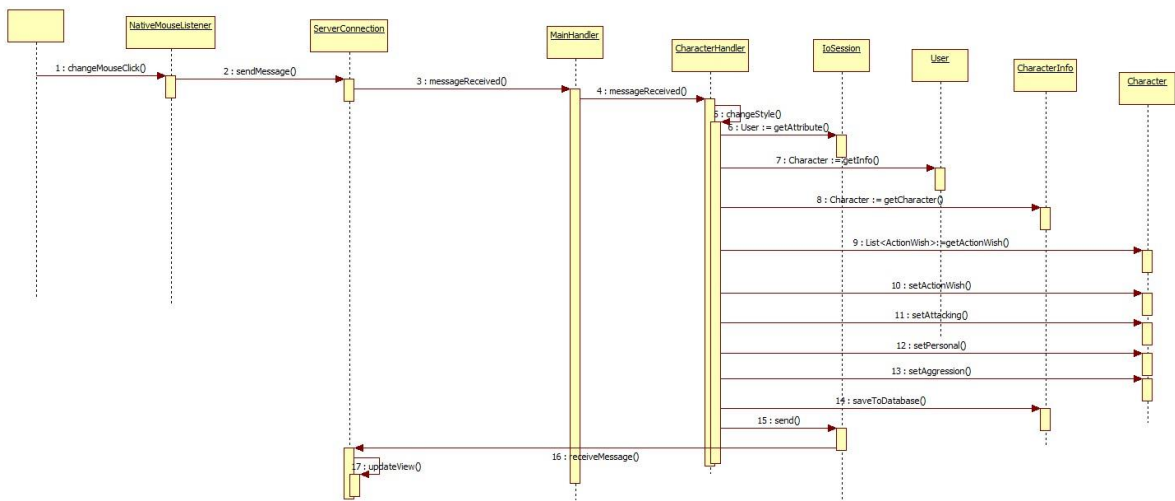 NativeMouseListener
ServerConnection
MainHandler
CharacterHandler
IoSession
User
CharacterInfo
Character
1 : changeMouseClick()
2 : sendMessage()
3 : messageReceived()
4 : messageReceived()
5 : changeStyle()
6 : User := getAttribute()
7 : Character := getInfo()
8 : Character := getCharacter()
9 : List<ActionWish>:=getActionWish()
10 : setActionWish()
11 : setAttacking()
12 : setPersonal()
13 : setAggression()
14 : saveToDatabase()
15 : send()
16 : receiveMessage()
17 : updateView()